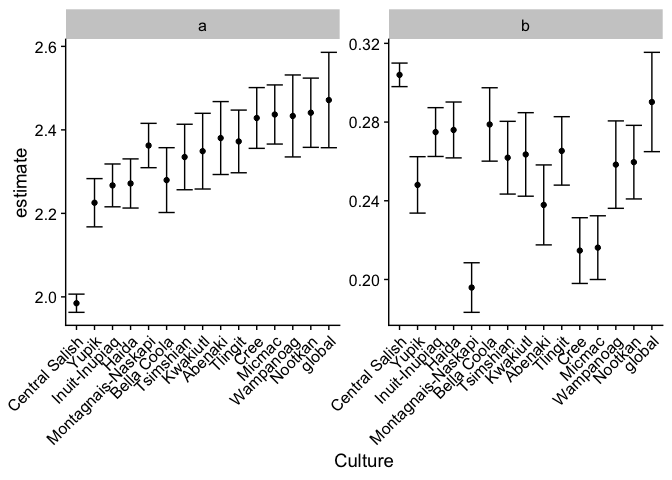 a
b
estimate
2.6
2.4
2.2
2.0
0.32
0.28
0.24
0.20
Central Salish
Yupik
Inuit-Inupiaq
Haida
Montagnais-Naskapi
Bella Coola
Tsimshian
Kwakiutl
Abenaki
Tlingit
Cree
Micmac
Wampanoag
Nootkan
global
Central Salish
Yupik
Inuit-Inupiaq
Haida
Montagnais-Naskapi
Bella Coola
Tsimshian
Kwakiutl
Abenaki
Tlingit
Cree
Micmac
Wampanoag
Nootkan
global
Culture